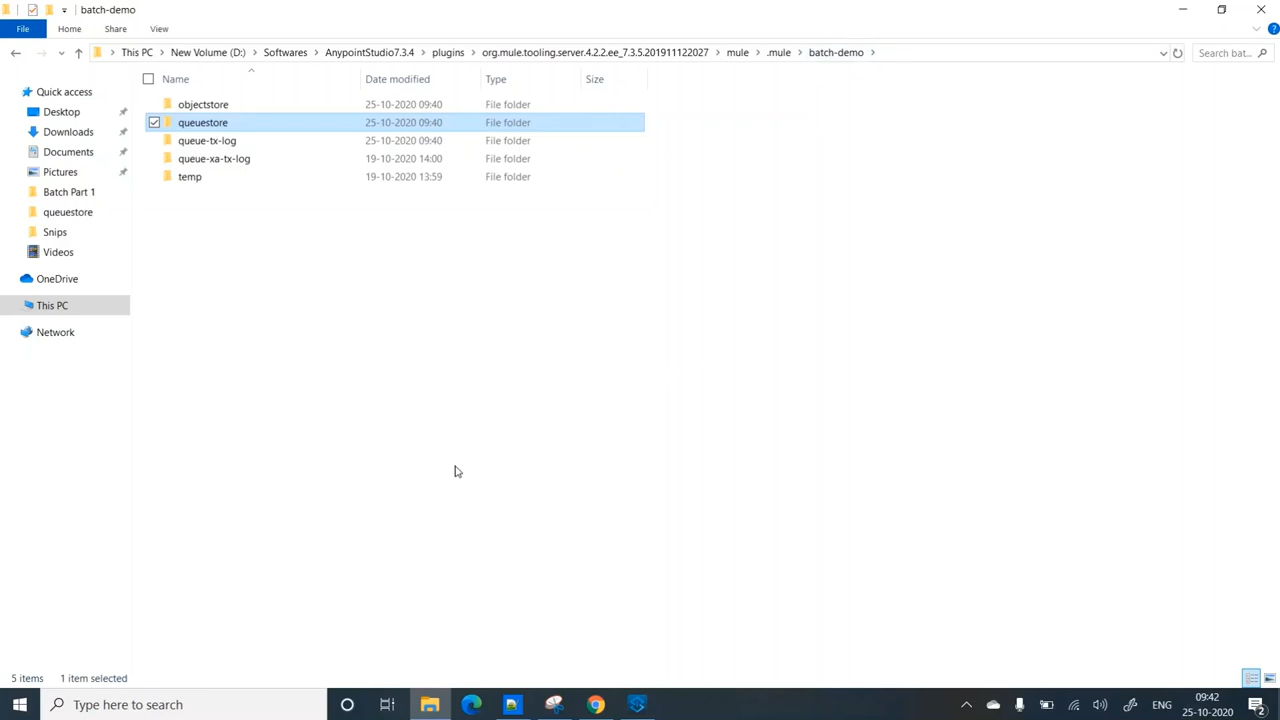 batch-demo
File Home Share View
This PC New Volume (D:) Softwares AnypointStudio7.3.4 plugins org.mule.tooling.server.4.2.2.ee_7.3.5.201911122027 mule .mule batch-demo Search bat...
Name Date modified Type Size
Quick access
Desktop
Downloads
Documents
Pictures
Batch Part 1
queuestore
Snips
Videos
OneDrive
This PC
Network
objectstore 25-10-2020 09:40 File folder
queuestore 25-10-2020 09:40 File folder
queue-tx-log 25-10-2020 09:40 File folder
queue-xa-tx-log 19-10-2020 14:00 File folder
temp 19-10-2020 13:59 File folder
5 items 1 item selected
Type here to search
ENG
09:42
25-10-2020
2